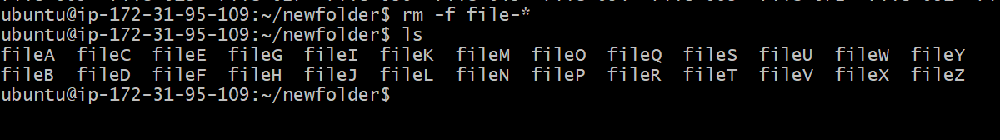 ubuntu@ip-172-31-95-109:~/newfolder$ rm -f file-*
ubuntu@ip-172-31-95-109:~/newfolder$ ls
fileA  fileC  fileE  fileG  fileI  fileK  fileM  fileO  fileQ  fileS  fileU  fileW  fileY
fileB  fileD  fileF  fileH  fileJ  fileL  fileN  fileP  fileR  fileT  fileV  fileX  fileZ
ubuntu@ip-172-31-95-109:~/newfolder$